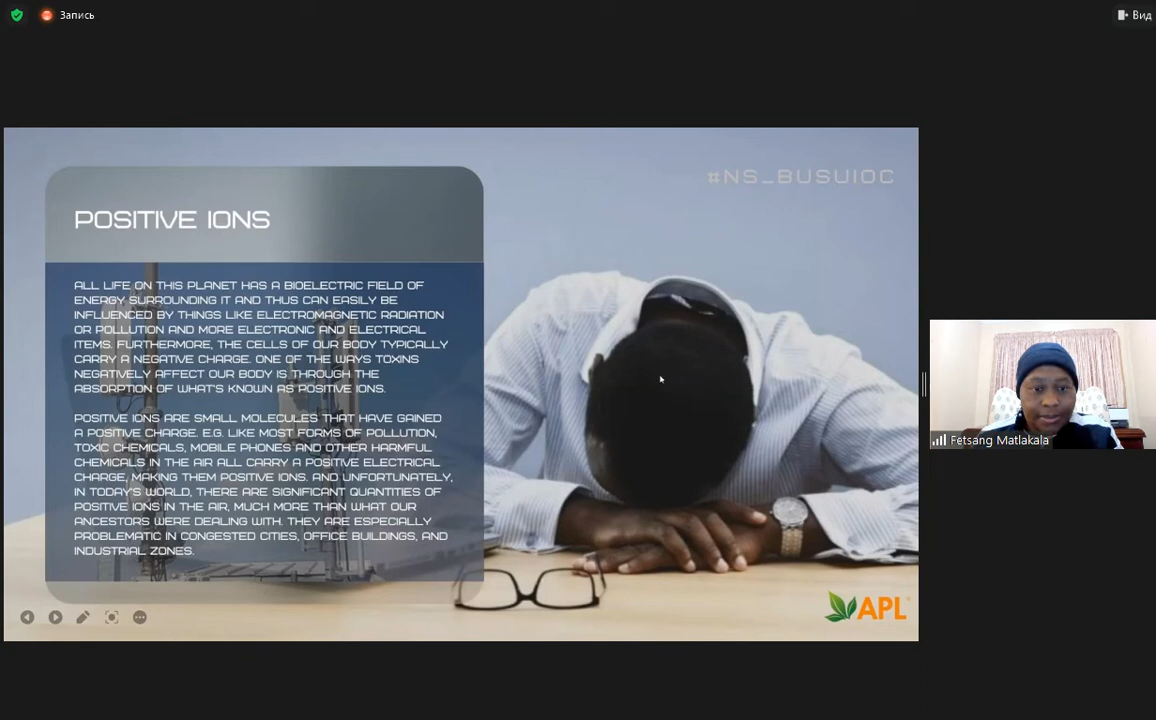 Запись
Вид
#NS_BUSUIOC
POSITIVE IONS
ALL LIFE ON THIS PLANET HAS A BIOELECTRIC FIELD OF
ENERGY SURROUNDING IT AND THUS CAN EASILY BE
INFLUENCED BY THINGS LIKE ELECTROMAGNETIC RADIATION
OR POLLUTION AND MORE ELECTRONIC AND ELECTRICAL
ITEMS. FURTHERMORE, THE CELLS OF OUR BODY TYPICALLY
CARRY A NEGATIVE CHARGE. ONE OF THE WAYS TOXINS
NEGATIVELY AFFECT OUR BODY IS THROUGH THE
ABSORPTION OF WHAT'S KNOWN AS POSITIVE IONS.
POSITIVE IONS ARE SMALL MOLECULES THAT HAVE GAINED
A POSITIVE CHARGE. E.G. LIKE MOST FORMS OF POLLUTION,
TOXIC CHEMICALS, MOBILE PHONES AND OTHER HARMFUL
CHEMICALS IN THE AIR ALL CARRY A POSITIVE ELECTRICAL
CHARGE, MAKING THEM POSITIVE IONS. AND UNFORTUNATELY,
IN TODAY'S WORLD, THERE ARE SIGNIFICANT QUANTITIES OF
POSITIVE IONS IN THE AIR, MUCH MORE THAN WHAT OUR
ANCESTORS WERE DEALING WITH. THEY ARE ESPECIALLY
PROBLEMATIC IN CONGESTED CITIES, OFFICE BUILDINGS, AND
INDUSTRIAL ZONES.
APL
Fetsang Matlakala